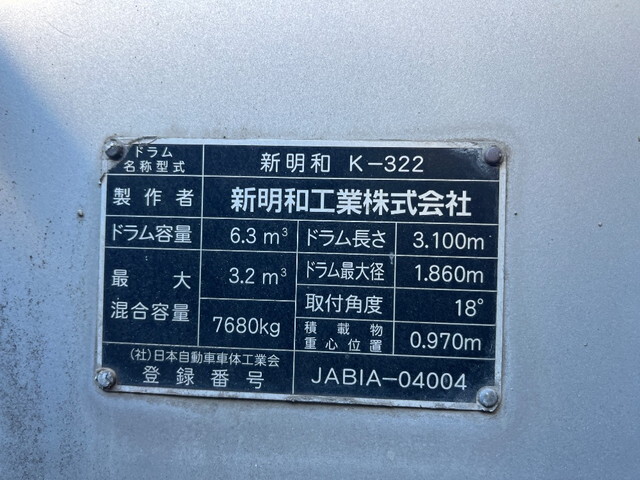 ドラム
名称型式 新明和 K-322
製作者 新明和工業株式会社
ドラム容量 6.3 m³ ドラム長さ 3.100m
最大 3.2 m³ ドラム最大径 1.860m
混合容量 7680kg 取付角度 18°
積載物
重心位置 0.970m
(社)日本自動車車体工業会
登録番号 JABIA-04004